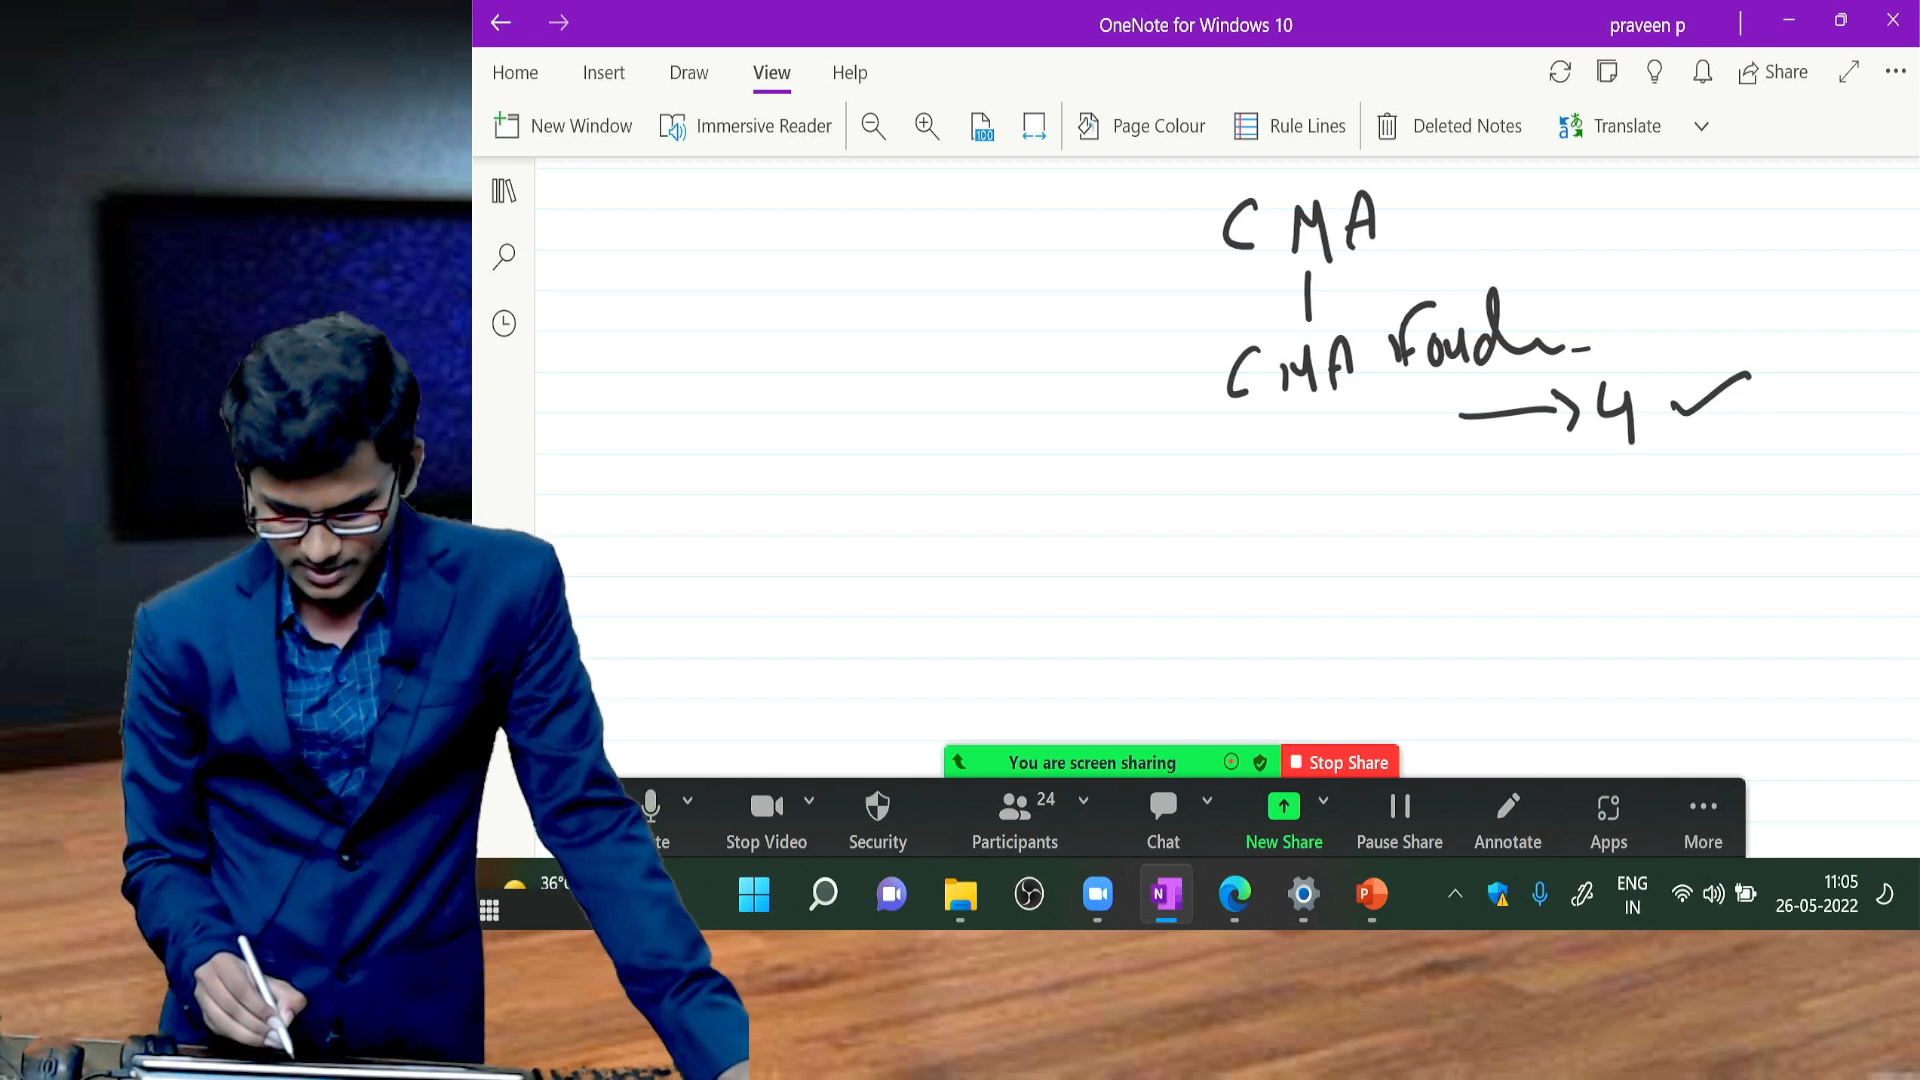 OneNote for Windows 10
praveen p
Home Insert Draw View Help Share
New Window Immersive Reader 100 Page Colour Rule Lines Deleted Notes Translate
C M A
CMA
→ 4 ✓
You are screen sharing Stop Share
24
te Stop Video Security Participants Chat New Share Pause Share Annotate Apps More
36°
ENG
IN
11:05
26-05-2022